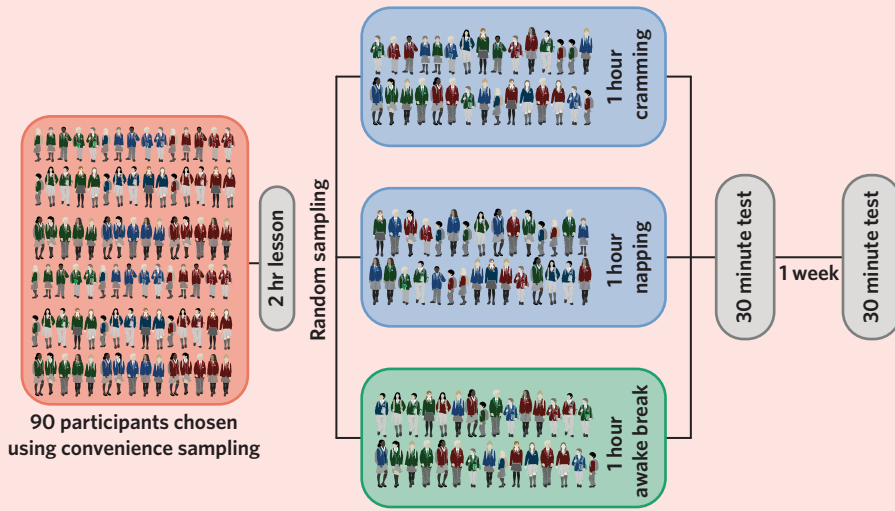 90 participants chosen
using convenience sampling
2 hr lesson
Random sampling
1 hour
cramming
1 hour
napping
1 hour
awake break
30 minute test
1 week
30 minute test